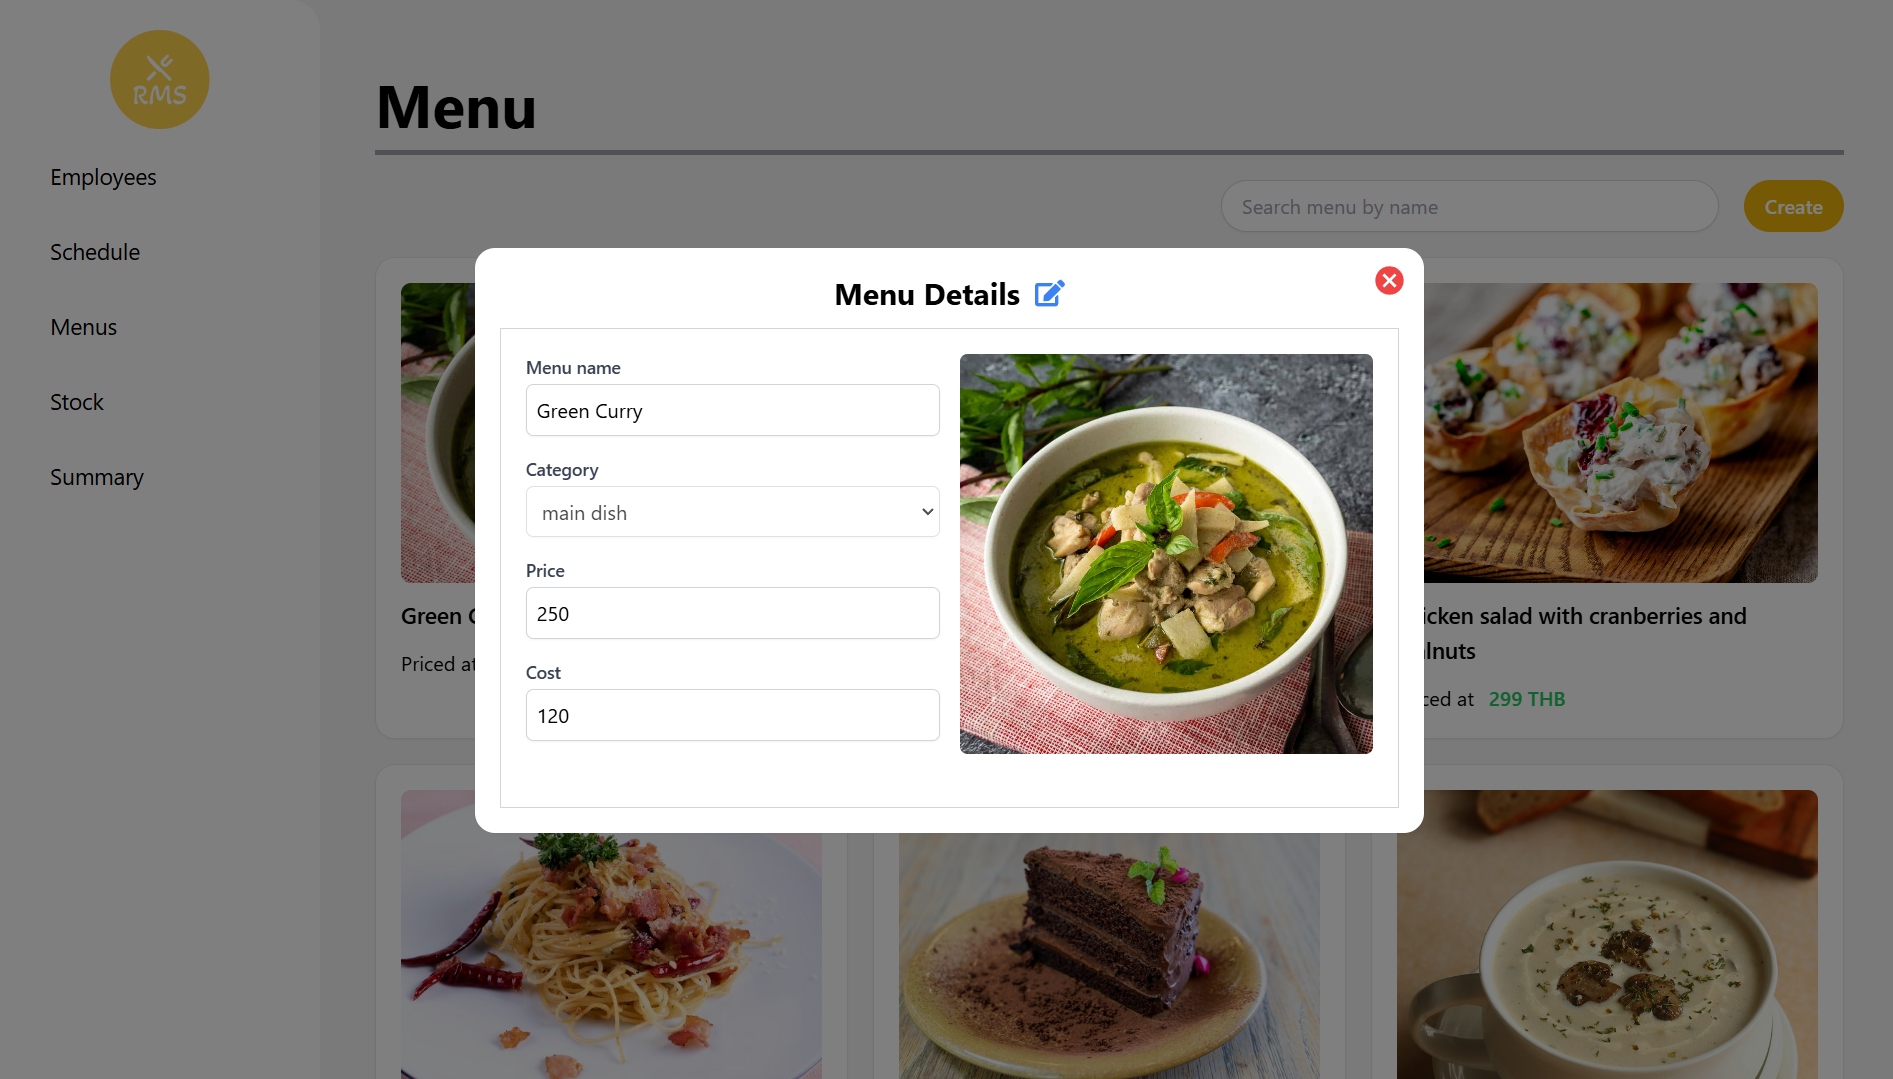 RMS
Employees
Schedule
Menus
Stock
Summary
Menu
Search menu by name
Create
Menu Details
Menu name
Green Curry
Category
main dish
Price
250
Cost
120
Green
Priced at
icken salad with cranberries and
lnuts
ced at 299 THB